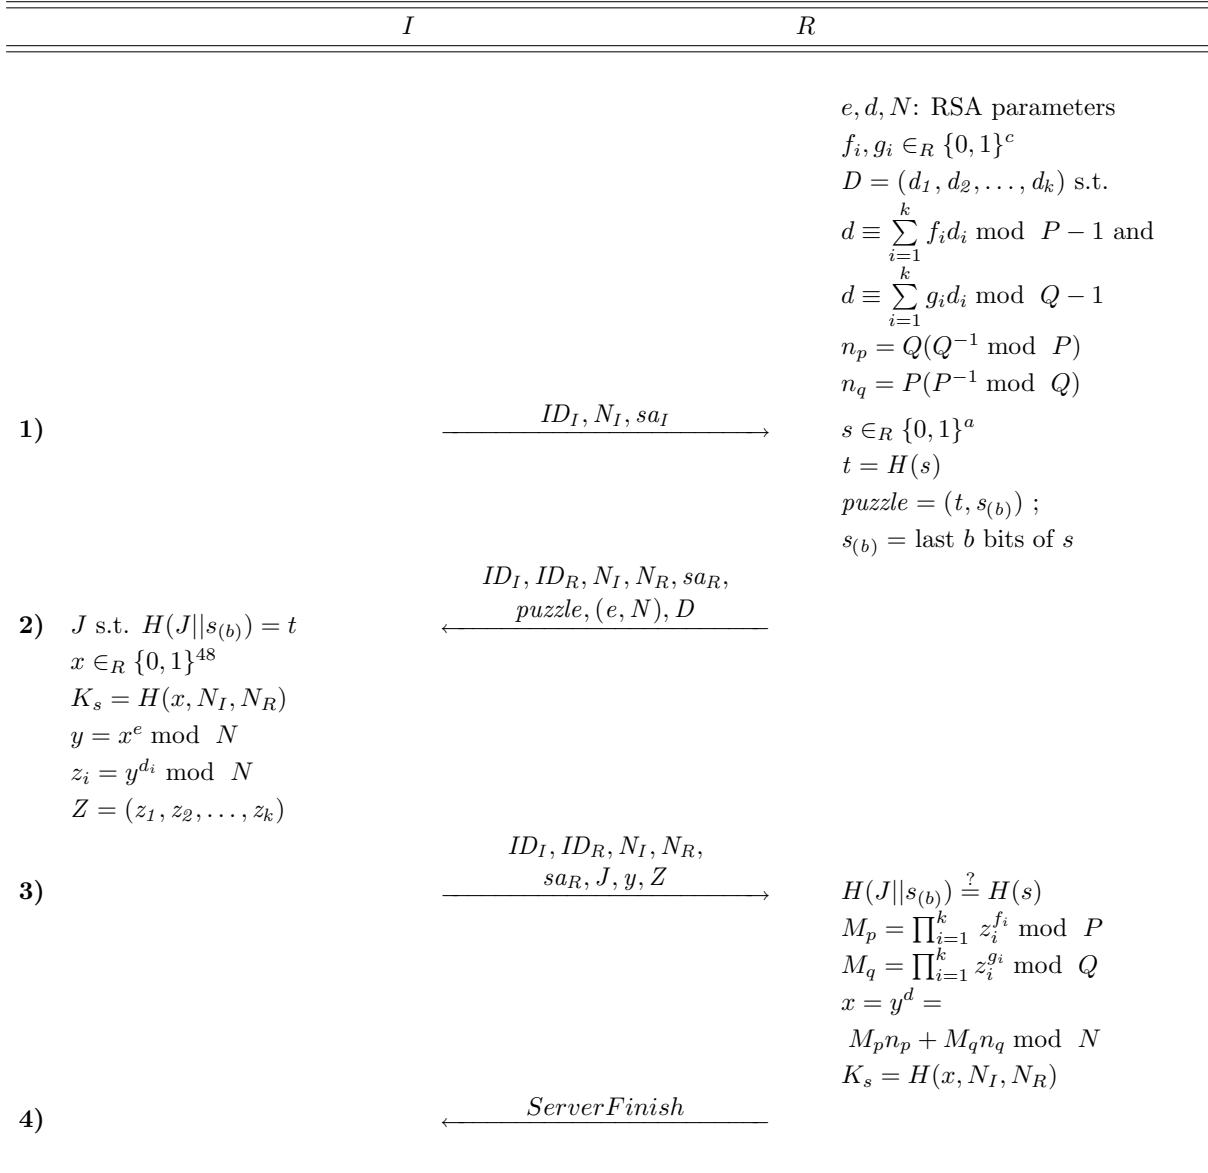 I R
e, d, N: RSA parameters
f_i, g_i ∈_R {0, 1}^c
D = (d_1, d_2, . . . , d_k) s.t.
d ≡ ∑_{i=1}^{k} f_i d_i mod P − 1 and
d ≡ ∑_{i=1}^{k} g_i d_i mod Q − 1
n_p = Q(Q^{−1} mod P)
n_q = P(P^{−1} mod Q)
1) ID_I, N_I, sa_I s ∈_R {0, 1}^a
t = H(s)
puzzle = (t, s_{(b)}) ;
s_{(b)} = last b bits of s
ID_I, ID_R, N_I, N_R, sa_R,
puzzle, (e, N), D
2) J s.t. H(J||s_{(b)}) = t
x ∈_R {0, 1}^{48}
K_s = H(x, N_I, N_R)
y = x^e mod N
z_i = y^{d_i} mod N
Z = (z_1, z_2, . . . , z_k)
ID_I, ID_R, N_I, N_R,
sa_R, J, y, Z
3) H(J||s_{(b)}) ≟ H(s)
M_p = ∏_{i=1}^{k} z_i^{f_i} mod P
M_q = ∏_{i=1}^{k} z_i^{g_i} mod Q
x = y^d =
M_p n_p + M_q n_q mod N
K_s = H(x, N_I, N_R)
4) ServerFinish